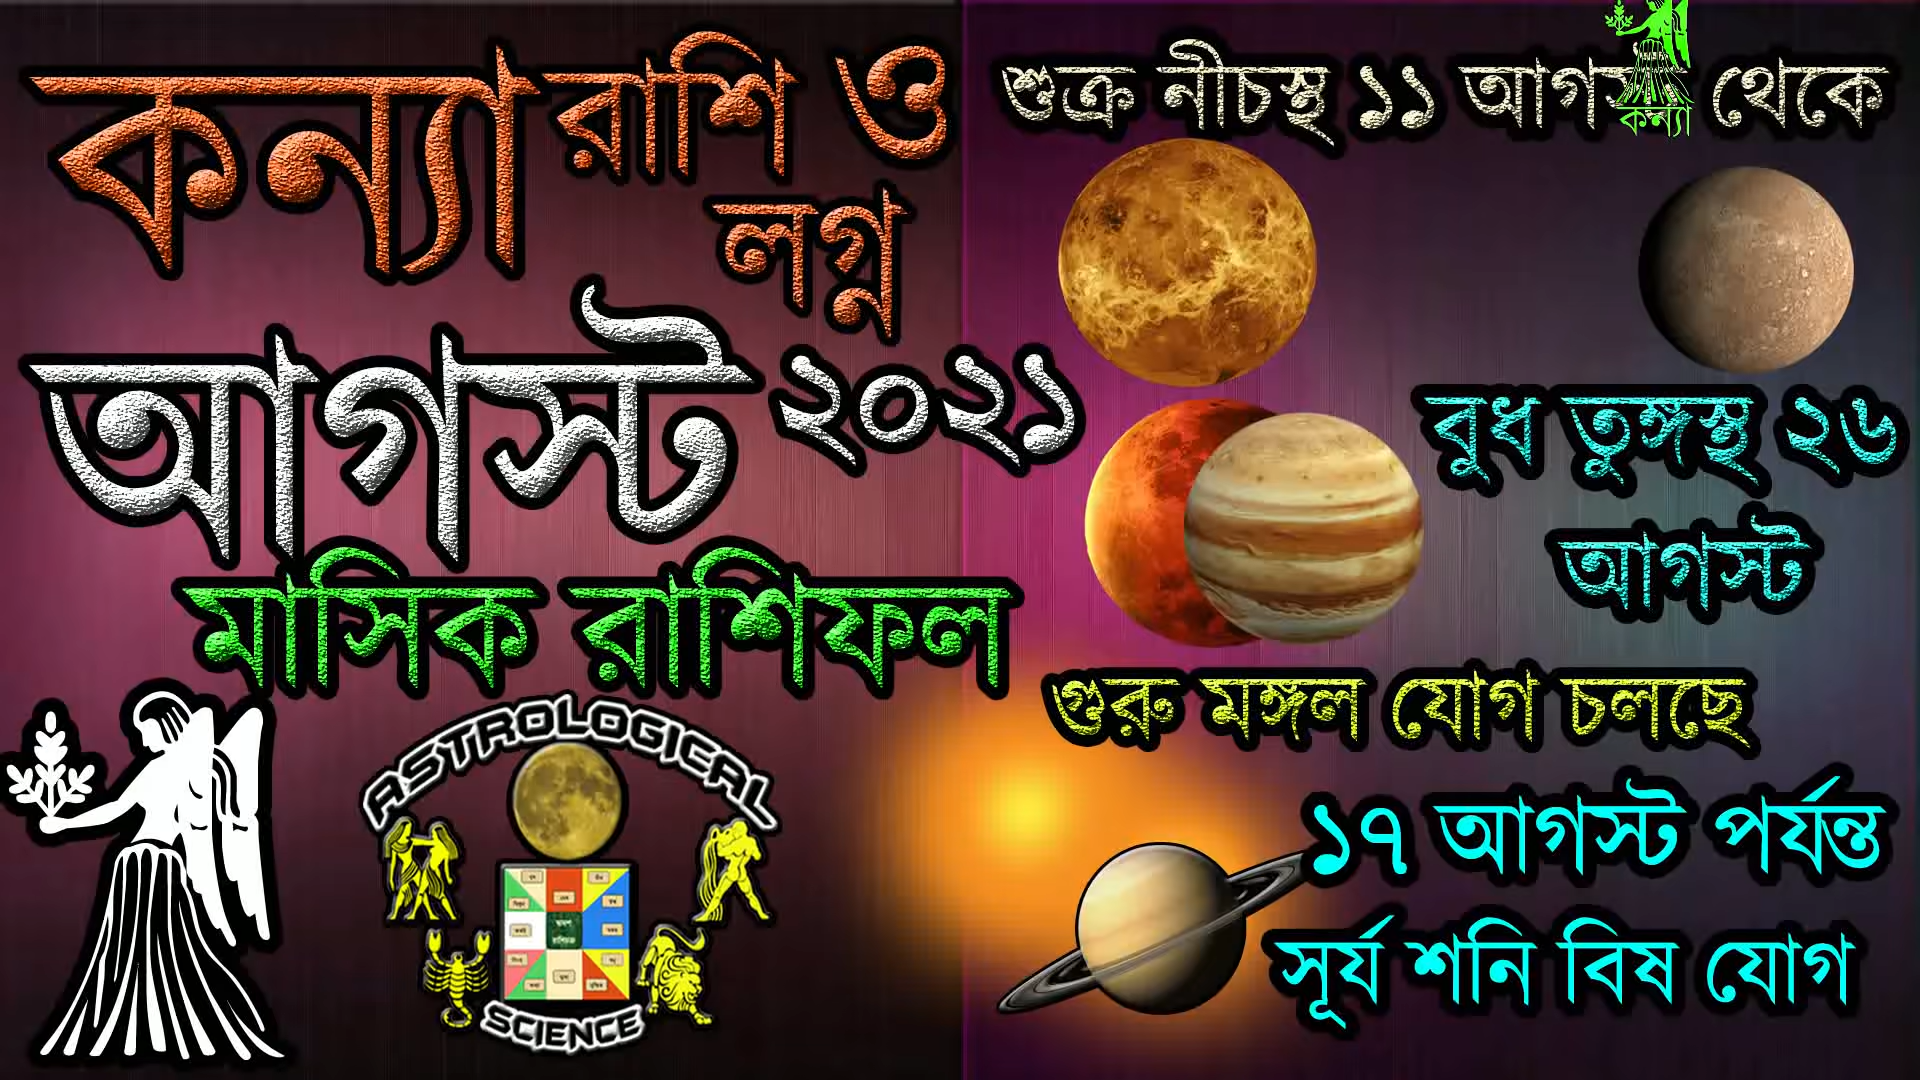 কন্যা রাশি ও
লগ্ন
আগস্ট ২০২১
মাসিক রাশিফল
ASTROLOGICAL
SCIENCE
শুক্র নীচস্থ ১১ আগস্ট থেকে
কন্যা
বুধ তুঙ্গস্থ ২৬
আগস্ট
গুরু মঙ্গল যোগ চলছে
১৭ আগস্ট পর্যন্ত
সূর্য শনি বিষ যোগ